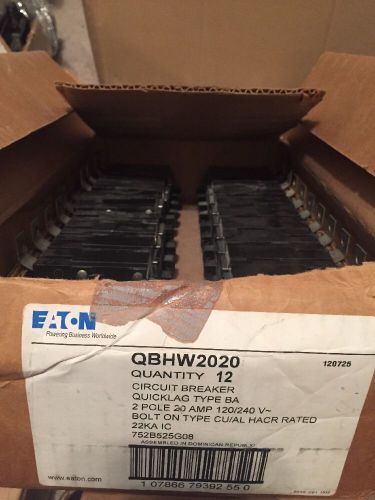 EATON
Powering Business Worldwide
QBHW2020
120725
QUANTITY 12
CIRCUIT BREAKER
QUICKLAG TYPE BA
2 POLE 20 AMP 120/240 V~
BOLT ON TYPE CU/AL HACR RATED
22KA IC
752B525G08
ASSEMBLED IN DOMINICAN REPUBLIC
www.eaton.com
1 07866 79392 55 0